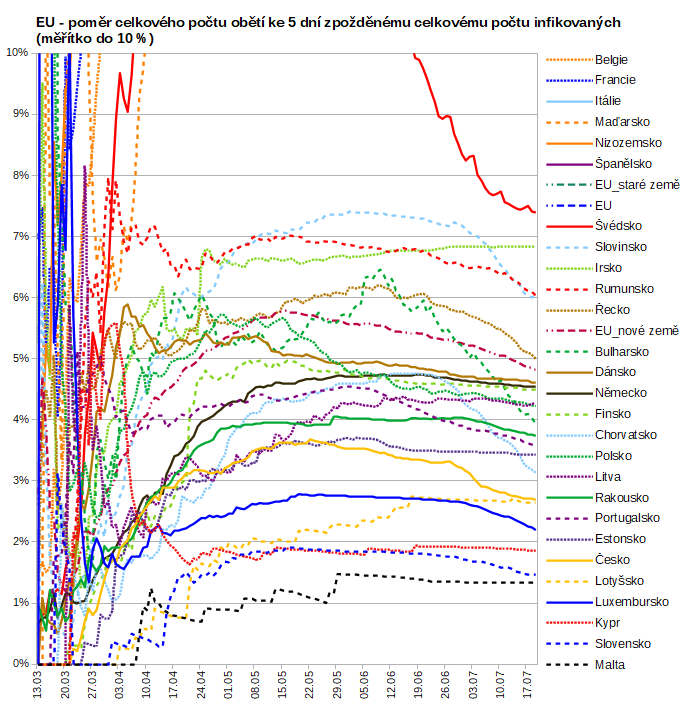 EU - poměr celkového počtu obětí ke 5 dní zpožděnému celkovému počtu infikovaných
(měřítko do 10 %)
10%
9%
8%
7%
6%
5%
4%
3%
2%
1%
0%
13.03 20.03 27.03 03.04 10.04 17.04 24.04 01.05 08.05 15.05 22.05 29.05 05.06 12.06 19.06 26.06 03.07 10.07 17.07
Belgie
Francie
Itálie
Maďarsko
Nizozemsko
Španělsko
EU_staré země
EU
Švédsko
Slovinsko
Irsko
Rumunsko
Řecko
EU_nové země
Bulharsko
Dánsko
Německo
Finsko
Chorvatsko
Polsko
Litva
Rakousko
Portugalsko
Estonsko
Česko
Lotyšsko
Luxembursko
Kypr
Slovensko
Malta